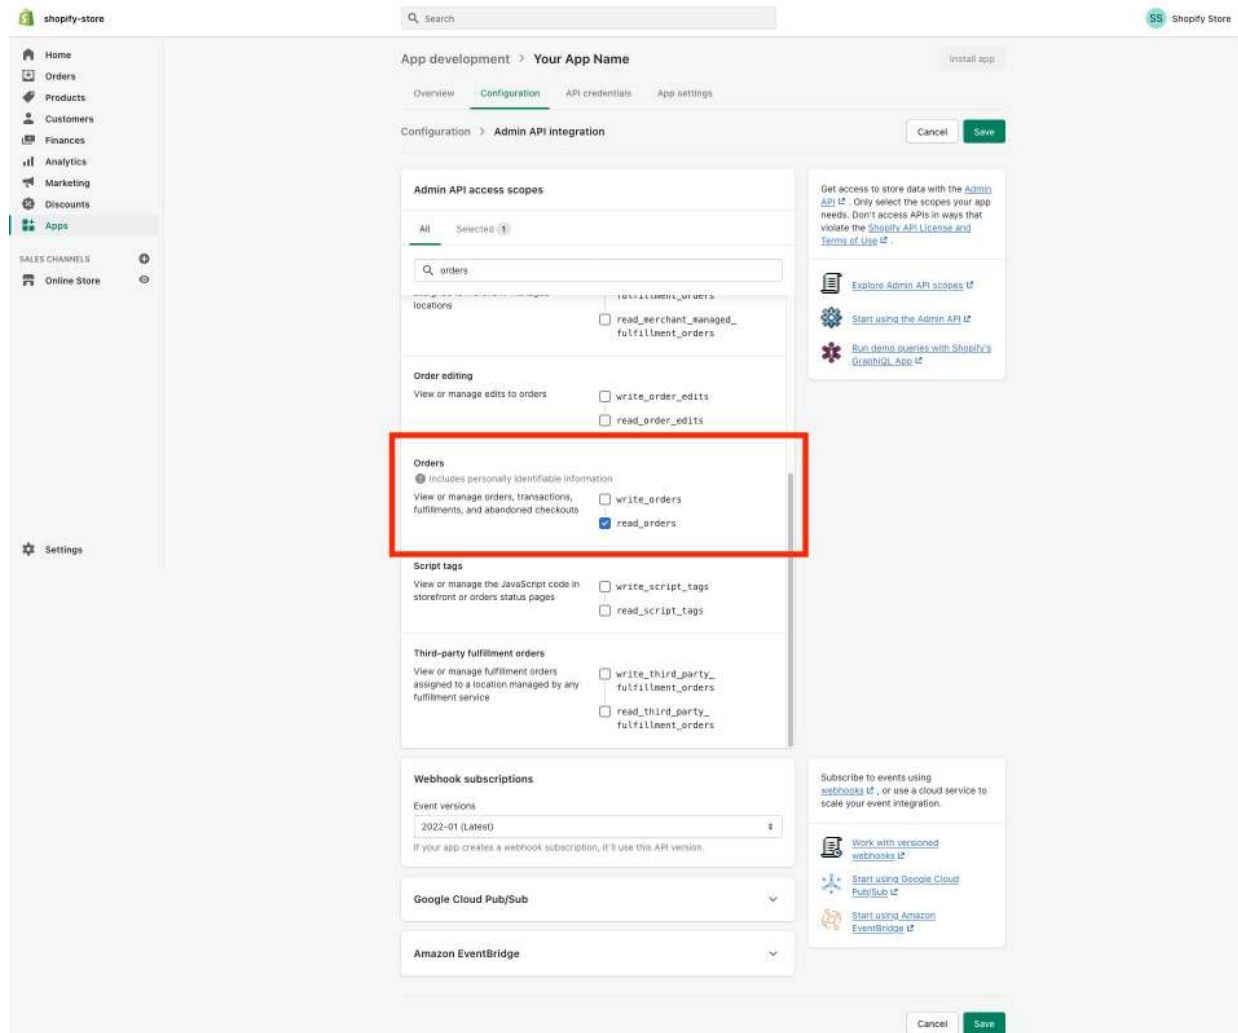 shopify-store
Search
SS Shopify Store
Home
Orders
Products
Customers
Finances
Analytics
Marketing
Discounts
Apps
SALES CHANNELS
Online Store
Settings
App development > Your App Name
Install app
Overview Configuration API credentials App settings
Configuration > Admin API integration
Cancel Save
Admin API access scopes
All Selected 1
orders
locations
fulfillment_orders
read_merchant_managed_
fulfillment_orders
Order editing
View or manage edits to orders
write_order_edits
read_order_edits
Orders
Includes personally identifiable information
View or manage orders, transactions,
fulfillments, and abandoned checkouts
write_orders
read_orders
Script tags
View or manage the JavaScript code in
storefront or orders status pages
write_script_tags
read_script_tags
Third-party fulfillment orders
View or manage fulfillment orders
assigned to a location managed by any
fulfillment service
write_third_party_
fulfillment_orders
read_third_party_
fulfillment_orders
Get access to store data with the Admin
API . Only select the scopes your app
needs. Don't access APIs in ways that
violate the Shopify API License and
Terms of Use .
Explore Admin API scopes
Start using the Admin API
Run demo queries with Shopify's
GraphiQL App
Webhook subscriptions
Event versions
2022-01 (Latest)
If your app creates a webhook subscription, it'll use this API version.
Google Cloud Pub/Sub
Amazon EventBridge
Subscribe to events using
webhooks , or use a cloud service to
scale your event integration.
Work with versioned
webhooks
Start using Google Cloud
Pub/Sub
Start using Amazon
EventBridge
Cancel Save